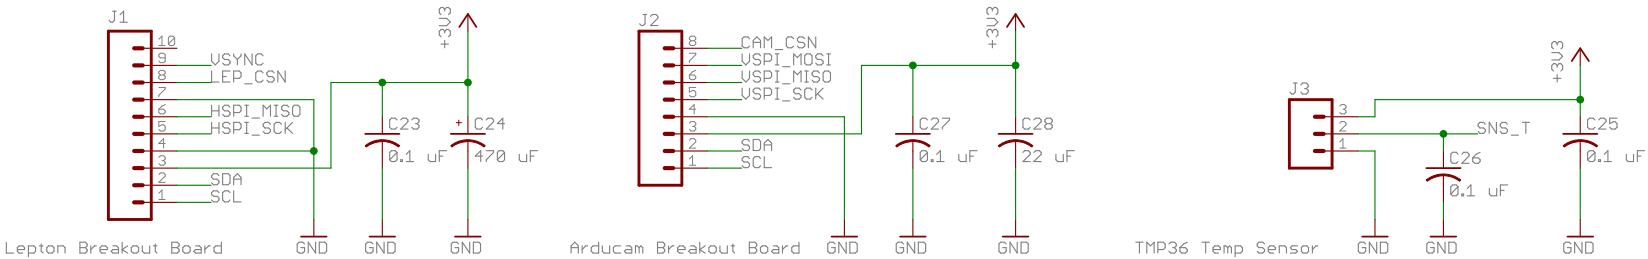 J1
+3V3
10
9 VSYNC
8 LEP_CSN
7
6 HSPI_MISO
5 HSPI_SCK
4
3
2 SDA
1 SCL
C23
0.1 uF
+
C24
470 uF
Lepton Breakout Board
GND
GND
GND
J2
+3V3
8 CAM_CSN
7 VSPI_MOSI
6 VSPI_MISO
5 VSPI_SCK
4
3
2 SDA
1 SCL
C27
0.1 uF
C28
22 uF
Arducam Breakout Board
GND
GND
GND
J3
+3V3
3
2 SNS_T
1
C26
0.1 uF
C25
0.1 uF
TMP36 Temp Sensor
GND
GND
GND